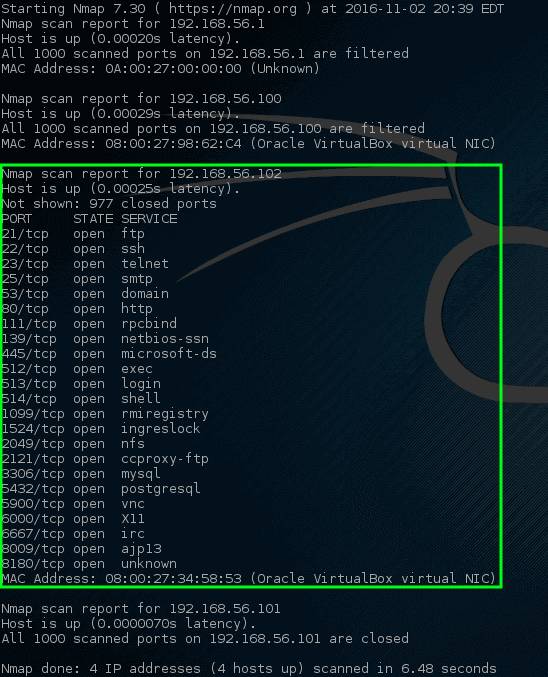 Starting Nmap 7.30 ( https://nmap.org ) at 2016-11-02 20:39 EDT
Nmap scan report for 192.168.56.1
Host is up (0.00020s latency).
All 1000 scanned ports on 192.168.56.1 are filtered
MAC Address: 0A:00:27:00:00:00 (Unknown)

Nmap scan report for 192.168.56.100
Host is up (0.00029s latency).
All 1000 scanned ports on 192.168.56.100 are filtered
MAC Address: 08:00:27:98:62:C4 (Oracle VirtualBox virtual NIC)

Nmap scan report for 192.168.56.102
Host is up (0.00025s latency).
Not shown: 977 closed ports
PORT     STATE SERVICE
21/tcp   open  ftp
22/tcp   open  ssh
23/tcp   open  telnet
25/tcp   open  smtp
53/tcp   open  domain
80/tcp   open  http
111/tcp  open  rpcbind
139/tcp  open  netbios-ssn
445/tcp  open  microsoft-ds
512/tcp  open  exec
513/tcp  open  login
514/tcp  open  shell
1099/tcp open  rmiregistry
1524/tcp open  ingreslock
2049/tcp open  nfs
2121/tcp open  ccproxy-ftp
3306/tcp open  mysql
5432/tcp open  postgresql
5900/tcp open  vnc
6000/tcp open  X11
6667/tcp open  irc
8009/tcp open  ajp13
8180/tcp open  unknown
MAC Address: 08:00:27:34:58:53 (Oracle VirtualBox virtual NIC)

Nmap scan report for 192.168.56.101
Host is up (0.0000070s latency).
All 1000 scanned ports on 192.168.56.101 are closed

Nmap done: 4 IP addresses (4 hosts up) scanned in 6.48 seconds